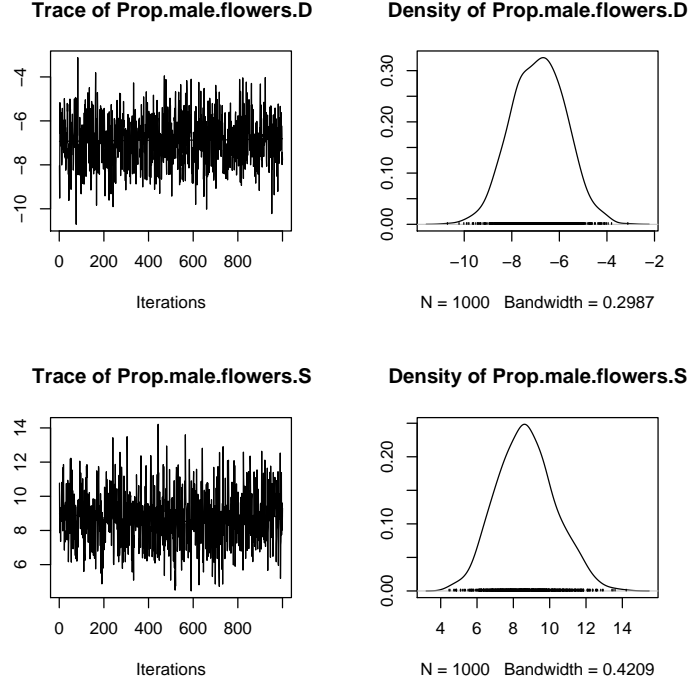 Trace of Prop.male.flowers.D
−10 −8 −6 −4
0 200 400 600 800
Iterations
Density of Prop.male.flowers.D
0.00 0.10 0.20 0.30
−10 −8 −6 −4 −2
N = 1000 Bandwidth = 0.2987
Trace of Prop.male.flowers.S
6 8 10 12 14
0 200 400 600 800
Iterations
Density of Prop.male.flowers.S
0.00 0.10 0.20
4 6 8 10 12 14
N = 1000 Bandwidth = 0.4209